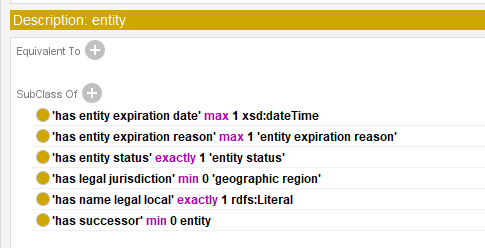 Description: entity
Equivalent To
SubClass Of
'has entity expiration date' max 1 xsd:dateTime
'has entity expiration reason' max 1 'entity expiration reason'
'has entity status' exactly 1 'entity status'
'has legal jurisdiction' min 0 'geographic region'
'has name legal local' exactly 1 rdfs:Literal
'has successor' min 0 entity